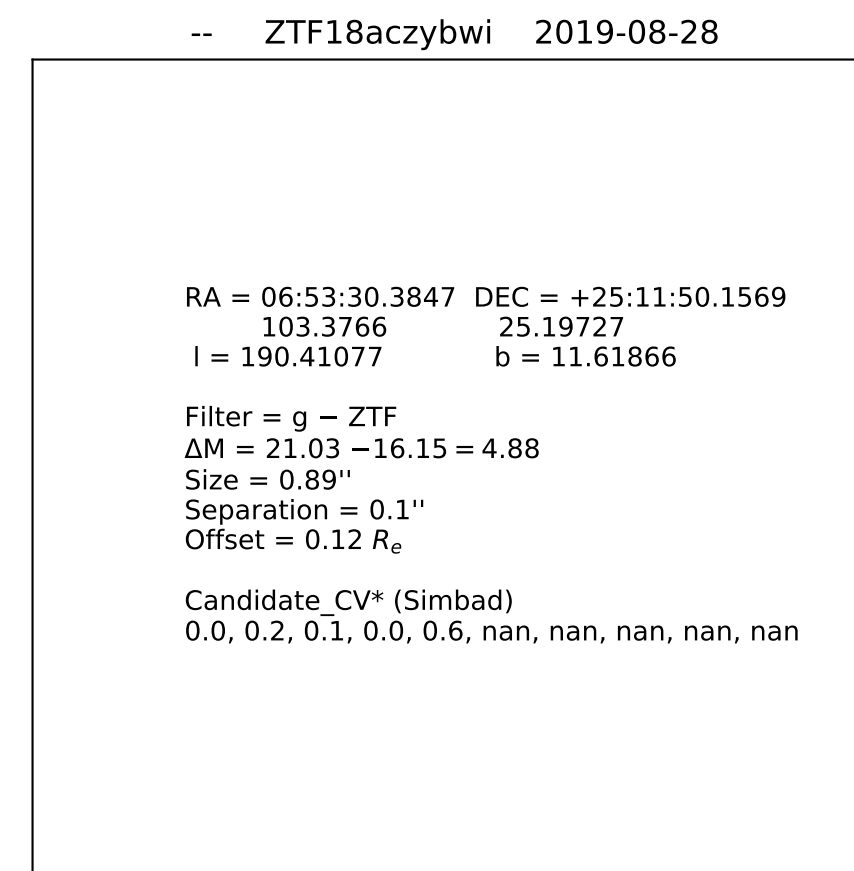 -- ZTF18aczybwi 2019-08-28
RA = 06:53:30.3847 DEC = +25:11:50.1569
103.3766 25.19727
l = 190.41077 b = 11.61866
Filter = g − ZTF
ΔM = 21.03 −16.15 = 4.88
Size = 0.89''
Separation = 0.1''
Offset = 0.12 Re
Candidate_CV* (Simbad)
0.0, 0.2, 0.1, 0.0, 0.6, nan, nan, nan, nan, nan